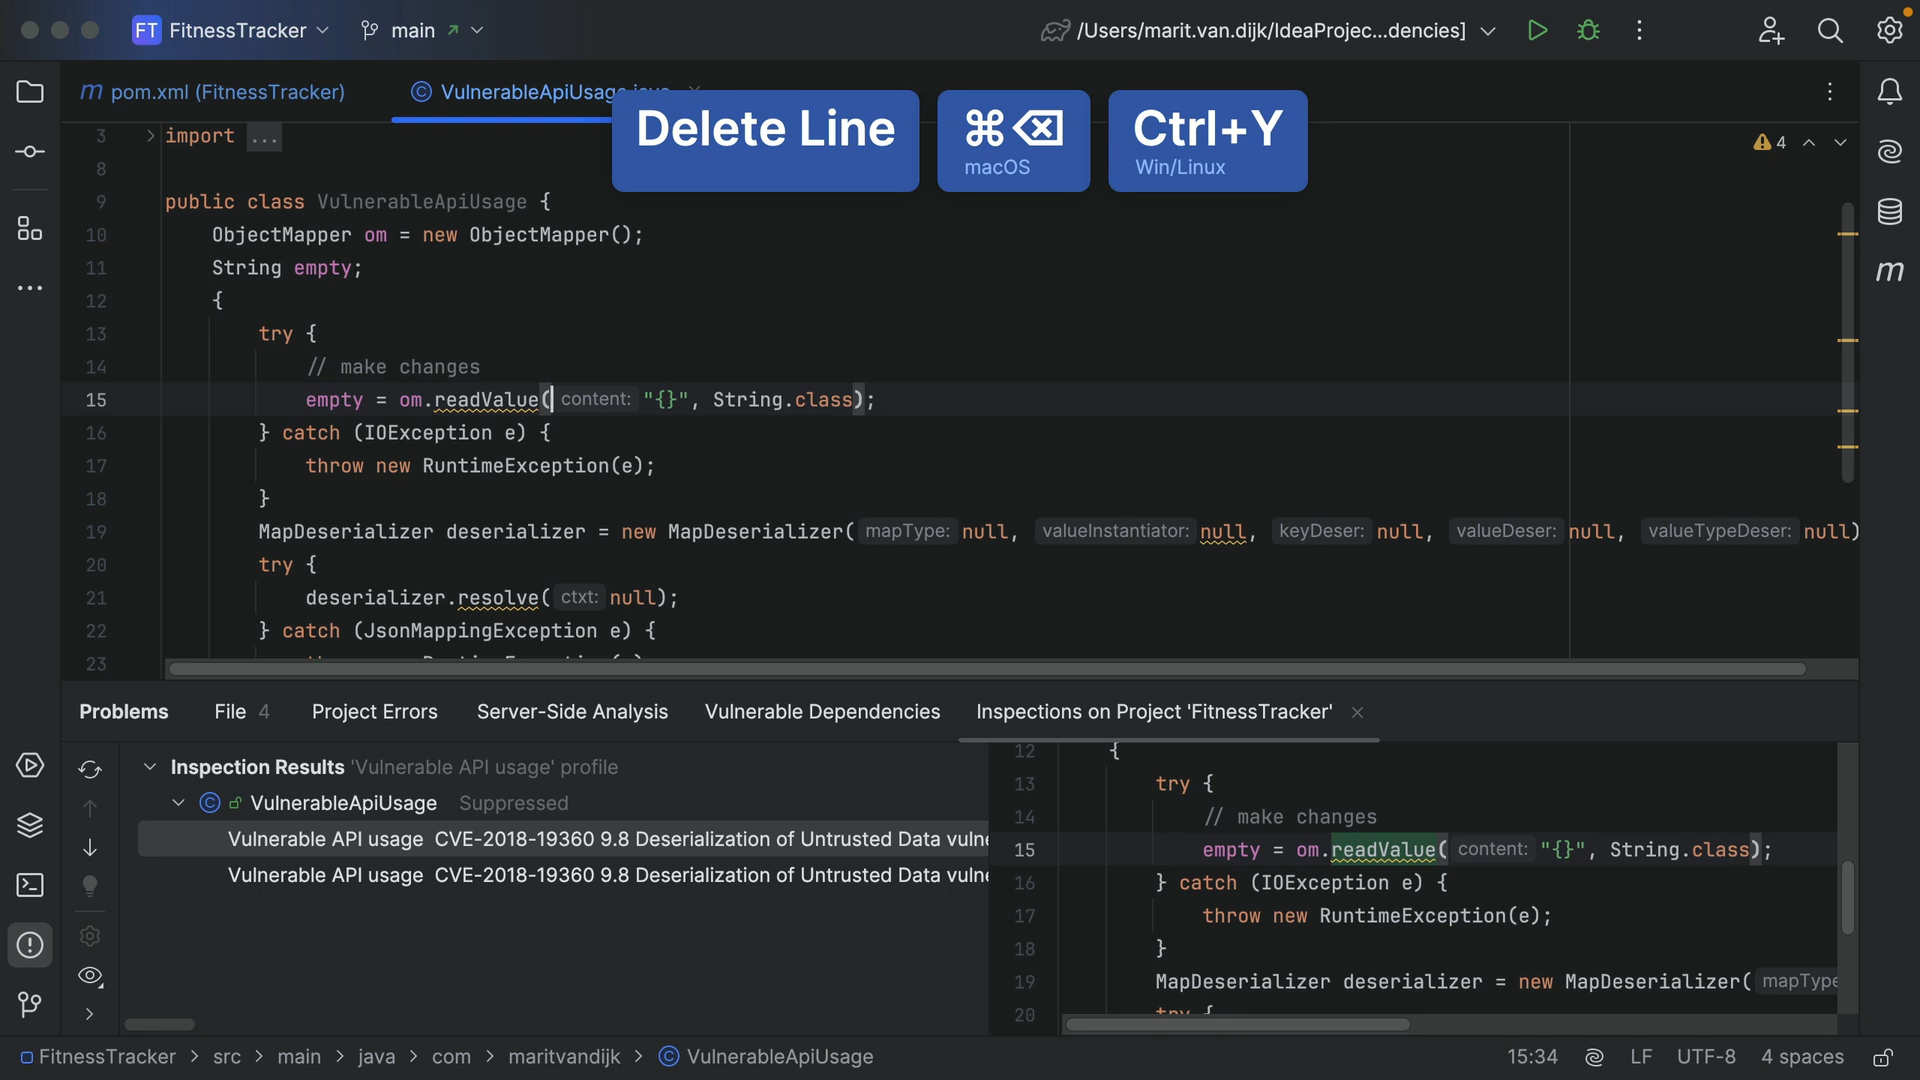 FT FitnessTracker main /Users/marit.van.dijk/IdeaProjec...dencies]
m pom.xml (FitnessTracker) VulnerableApiUsage.java
Delete Line ⌘⌫ Ctrl+Y
macOS Win/Linux
4
3 import ...
8
9 public class VulnerableApiUsage {
10 ObjectMapper om = new ObjectMapper();
11 String empty;
12 {
13 try {
14 // make changes
15 empty = om.readValue( content: "{}", String.class);
16 } catch (IOException e) {
17 throw new RuntimeException(e);
18 }
19 MapDeserializer deserializer = new MapDeserializer( mapType: null, valueInstantiator: null, keyDeser: null, valueDeser: null, valueTypeDeser: null)
20 try {
21 deserializer.resolve( ctxt: null);
22 } catch (JsonMappingException e) {
23
m
Problems File 4 Project Errors Server-Side Analysis Vulnerable Dependencies Inspections on Project 'FitnessTracker'
Inspection Results 'Vulnerable API usage' profile
VulnerableApiUsage Suppressed
Vulnerable API usage CVE-2018-19360 9.8 Deserialization of Untrusted Data vulne
Vulnerable API usage CVE-2018-19360 9.8 Deserialization of Untrusted Data vulne
12 {
13 try {
14 // make changes
15 empty = om.readValue( content: "{}", String.class);
16 } catch (IOException e) {
17 throw new RuntimeException(e);
18 }
19 MapDeserializer deserializer = new MapDeserializer( mapType
20 try {
FitnessTracker > src > main > java > com > maritvandijk > VulnerableApiUsage 15:34 LF UTF-8 4 spaces